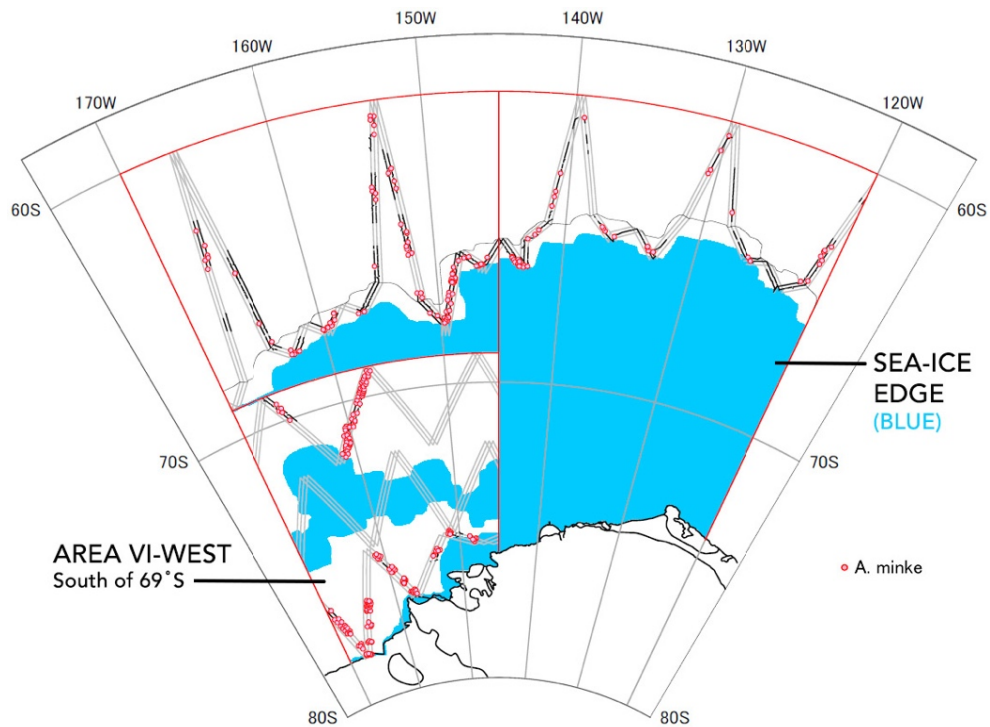 150W
140W
160W
130W
170W
120W
60S
60S
SEA-ICE
EDGE
(BLUE)
70S
70S
AREA VI-WEST
South of 69˚S
A. minke
80S
80S